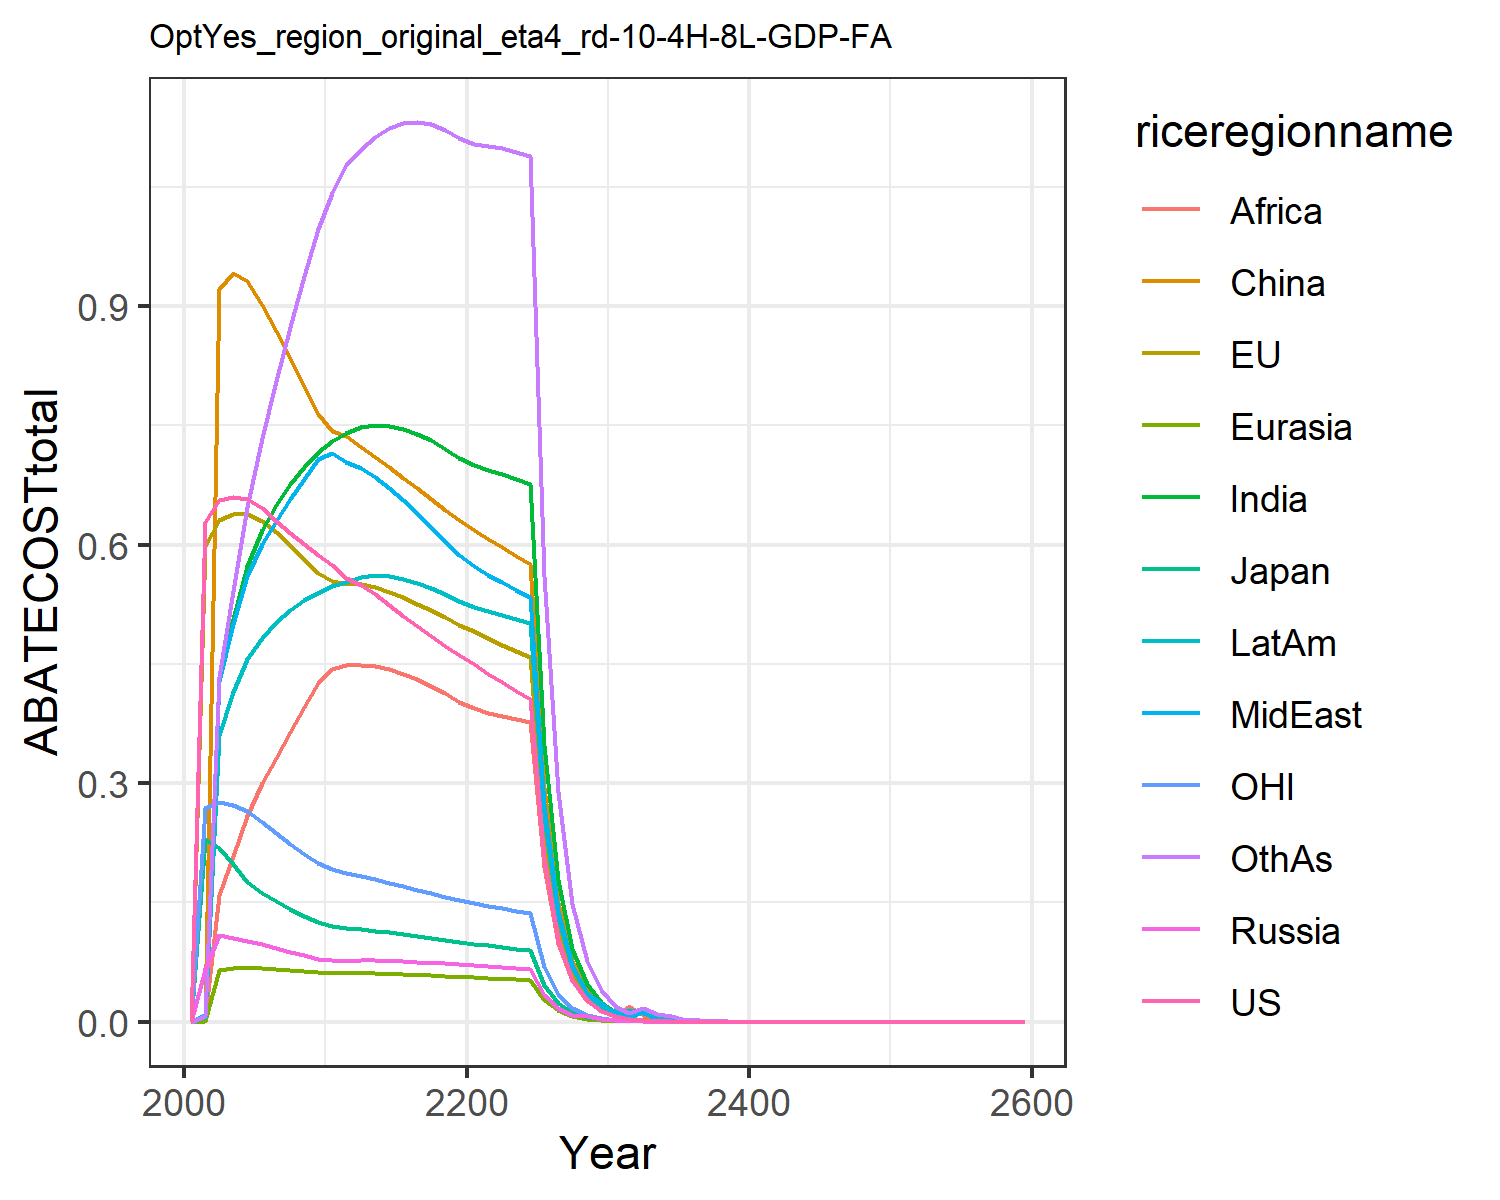 OptYes_region_original_eta4_rd-10-4H-8L-GDP-FA
ABATECOSTtotal
0.9
0.6
0.3
0.0
2000 2200 2400 2600
Year
riceregionname
Africa
China
EU
Eurasia
India
Japan
LatAm
MidEast
OHI
OthAs
Russia
US